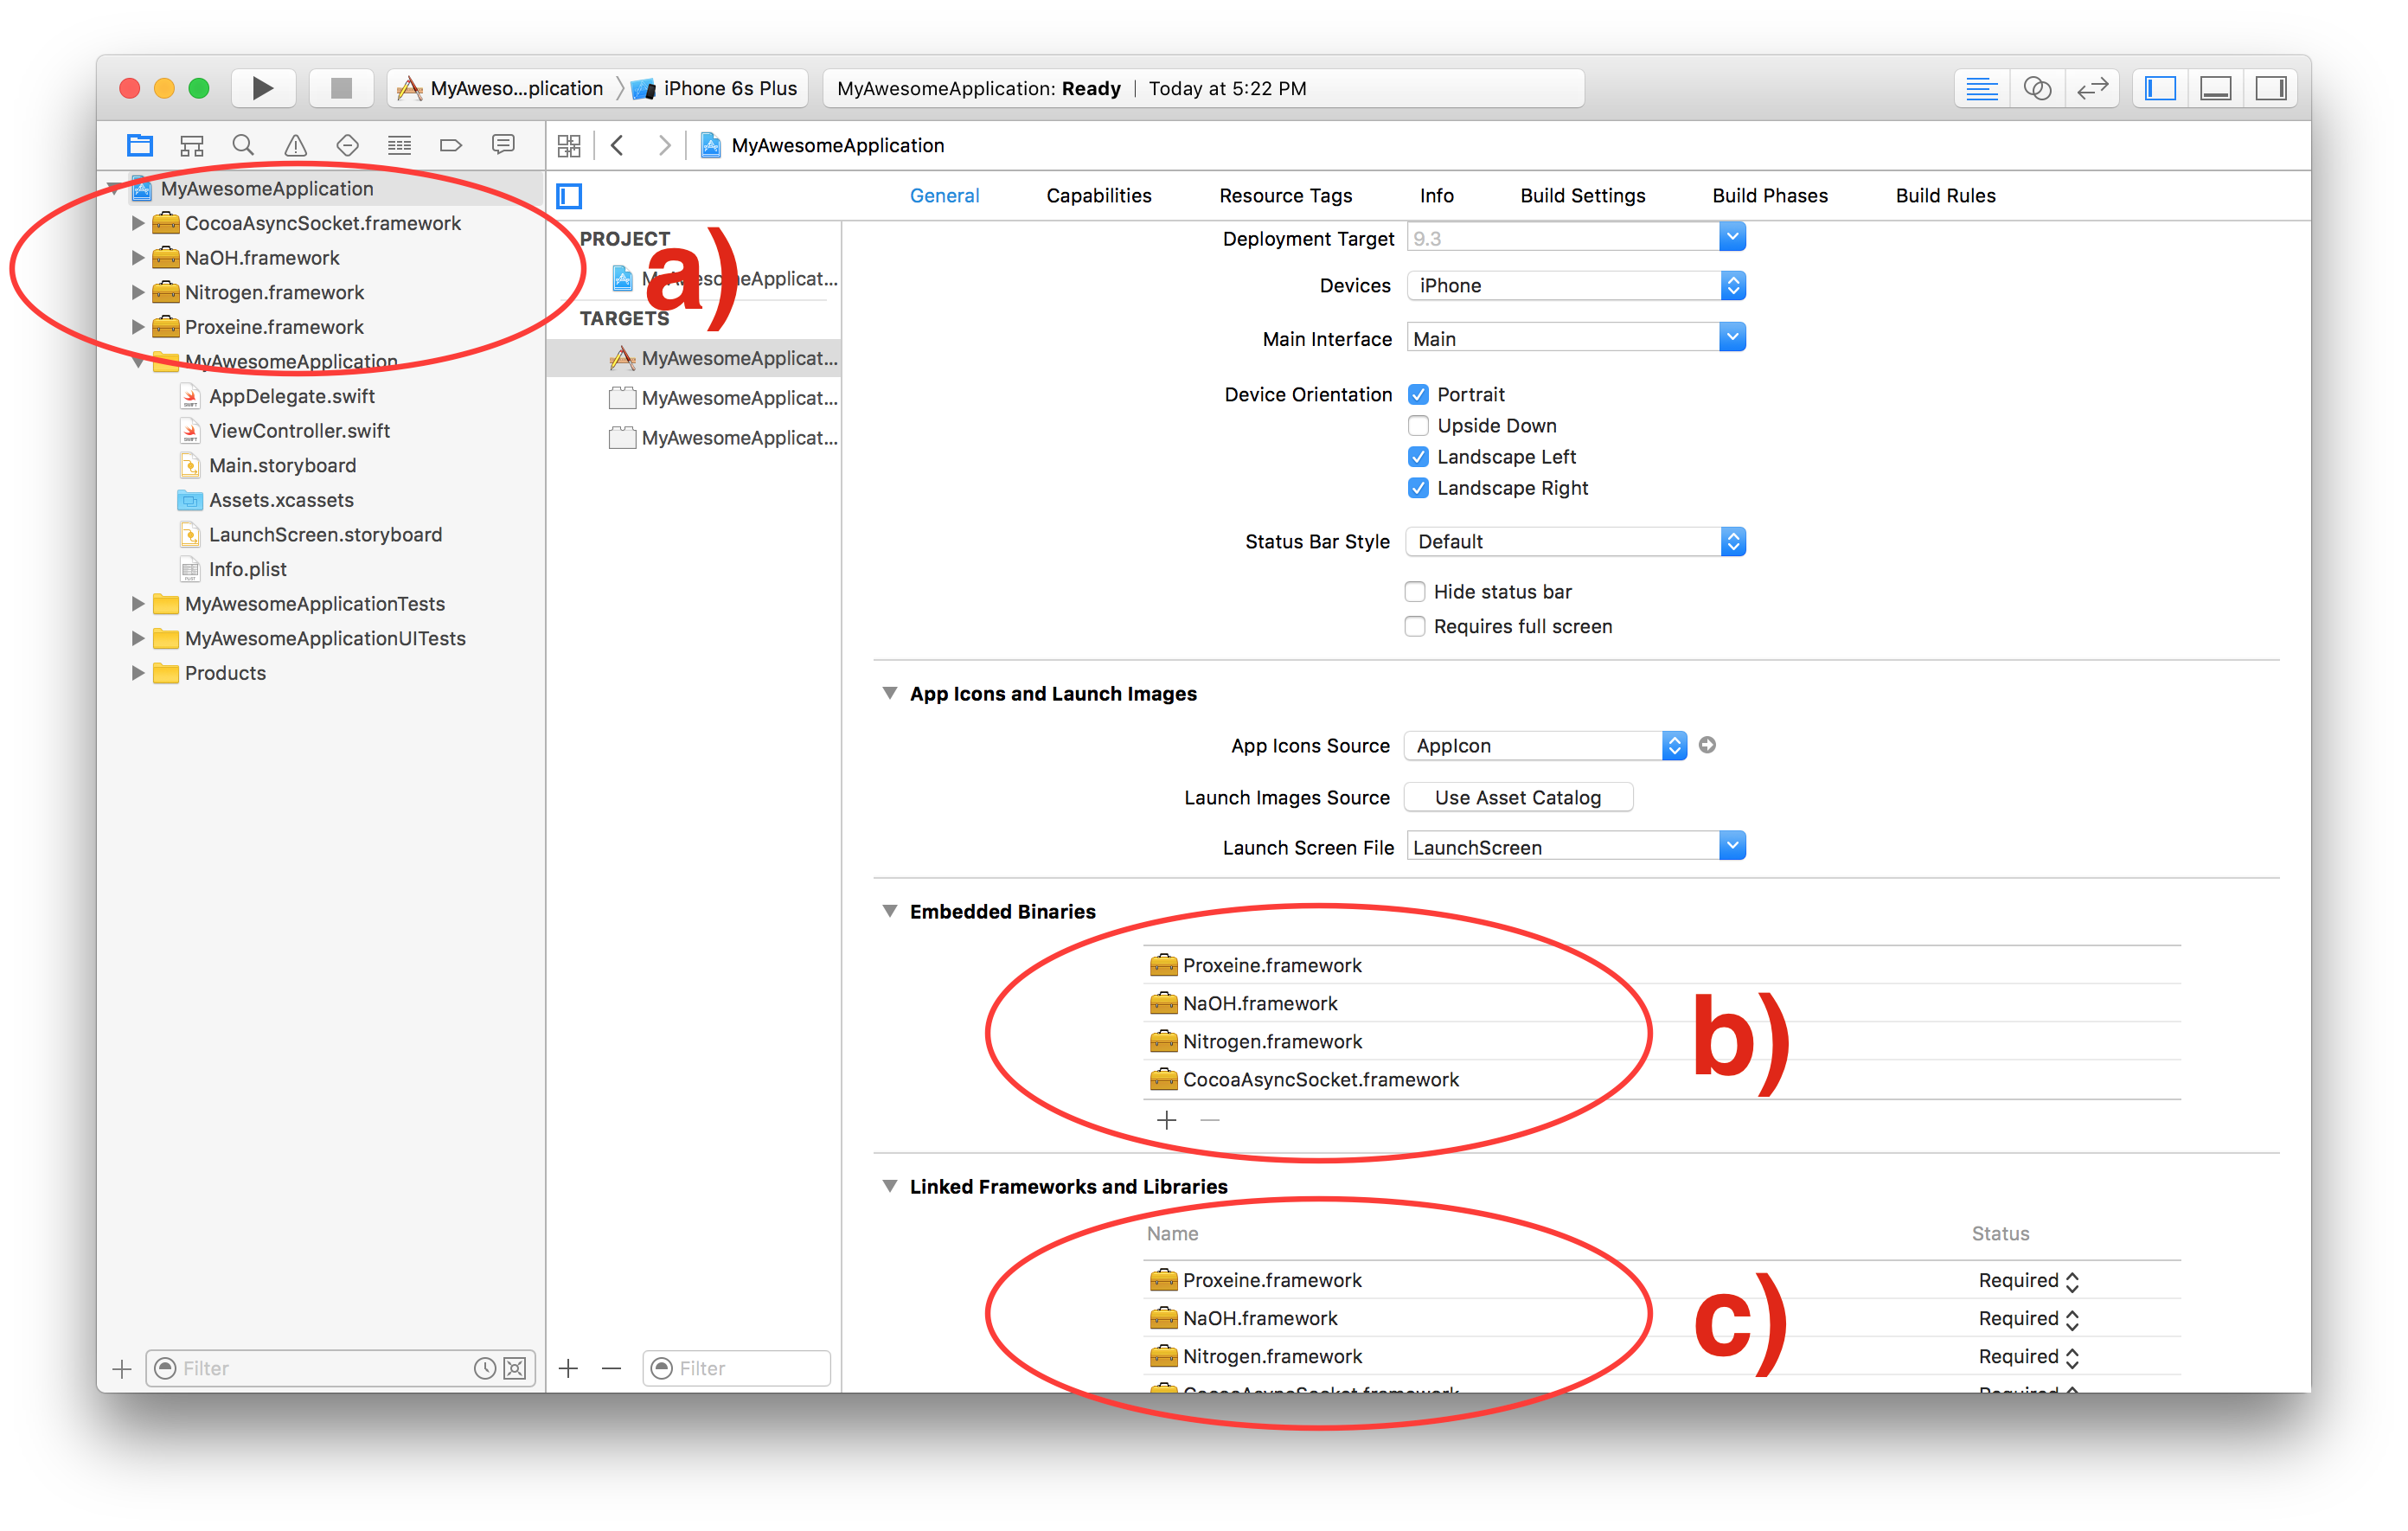 MyAweso...plication
iPhone 6s Plus
MyAwesomeApplication: Ready | Today at 5:22 PM
MyAwesomeApplication
MyAwesomeApplication
CocoaAsyncSocket.framework
NaOH.framework
Nitrogen.framework
Proxeine.framework
MyAwesomeApplication
AppDelegate.swift
ViewController.swift
Main.storyboard
Assets.xcassets
LaunchScreen.storyboard
Info.plist
MyAwesomeApplicationTests
MyAwesomeApplicationUITests
Products
Filter
a)
General Capabilities Resource Tags Info Build Settings Build Phases Build Rules
PROJECT
MyAwesomeApplicat...
TARGETS
MyAwesomeApplicat...
MyAwesomeApplicat...
MyAwesomeApplicat...
Filter
Deployment Target 9.3
Devices iPhone
Main Interface Main
Device Orientation Portrait
Upside Down
Landscape Left
Landscape Right
Status Bar Style Default
Hide status bar
Requires full screen
App Icons and Launch Images
App Icons Source AppIcon
Launch Images Source Use Asset Catalog
Launch Screen File LaunchScreen
Embedded Binaries
Proxeine.framework
NaOH.framework
Nitrogen.framework
CocoaAsyncSocket.framework
b)
Linked Frameworks and Libraries
Name Status
Proxeine.framework Required
NaOH.framework Required
Nitrogen.framework Required
CocoaAsyncSocket.framework Required
c)